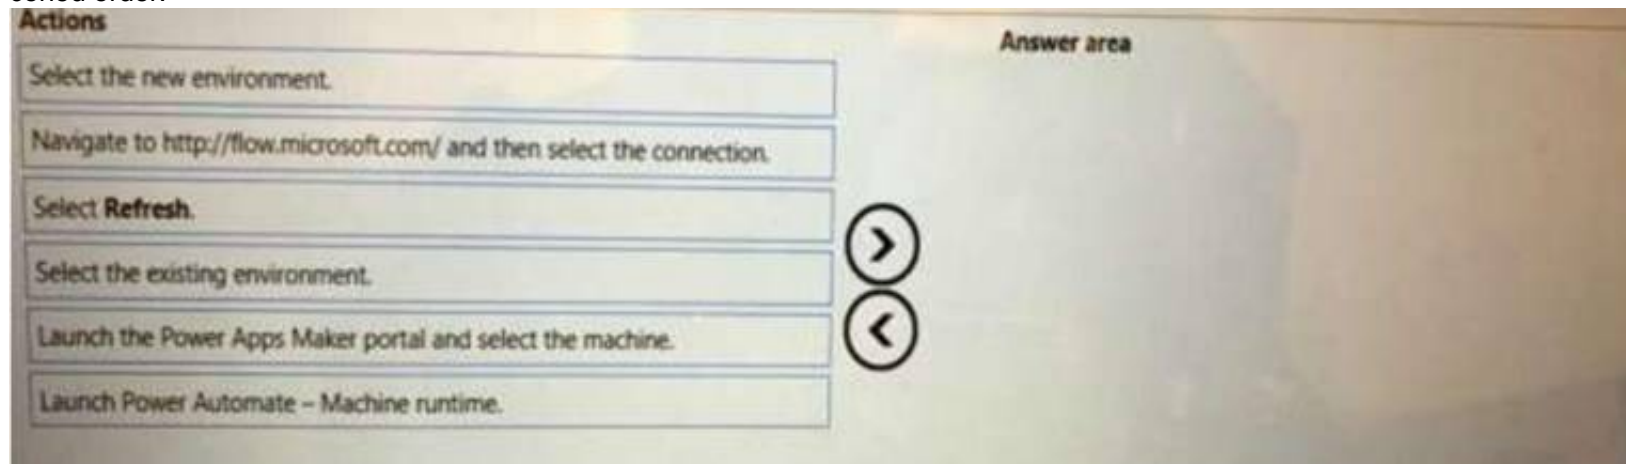 Actions
Answer area
Select the new environment.
Navigate to http://flow.microsoft.com/ and then select the connection.
Select Refresh.
Select the existing environment.
Launch the Power Apps Maker portal and select the machine.
Launch Power Automate – Machine runtime.